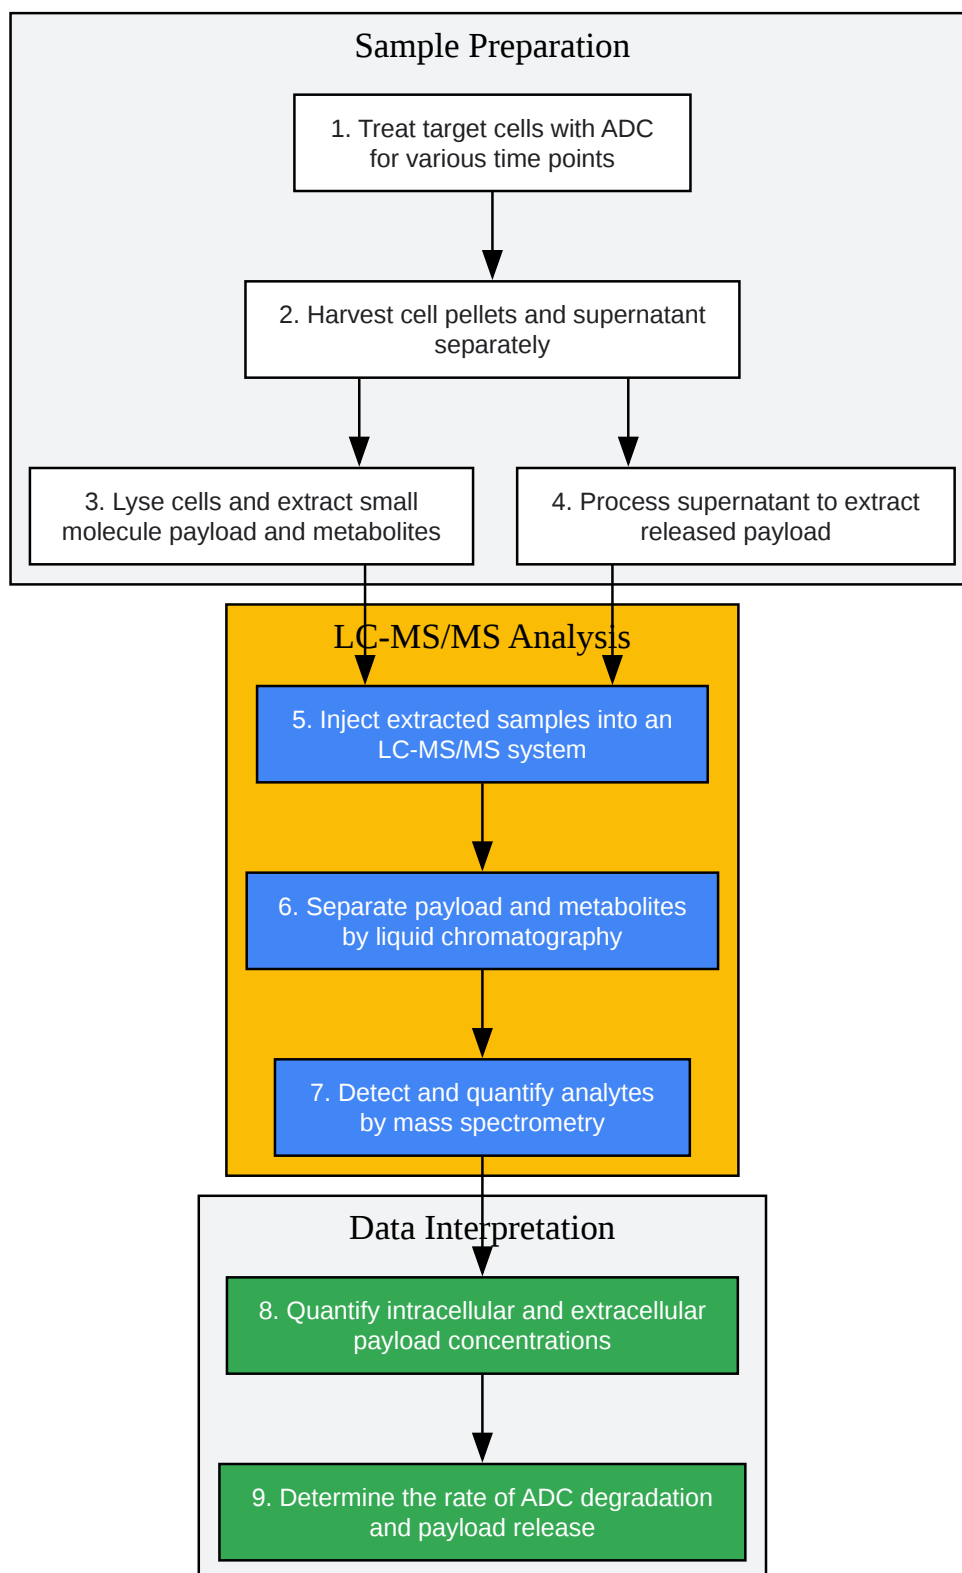 Sample Preparation
1. Treat target cells with ADC
for various time points
2. Harvest cell pellets and supernatant
separately
3. Lyse cells and extract small
molecule payload and metabolites
4. Process supernatant to extract
released payload
LC-MS/MS Analysis
5. Inject extracted samples into an
LC-MS/MS system
6. Separate payload and metabolites
by liquid chromatography
7. Detect and quantify analytes
by mass spectrometry
Data Interpretation
8. Quantify intracellular and extracellular
payload concentrations
9. Determine the rate of ADC degradation
and payload release